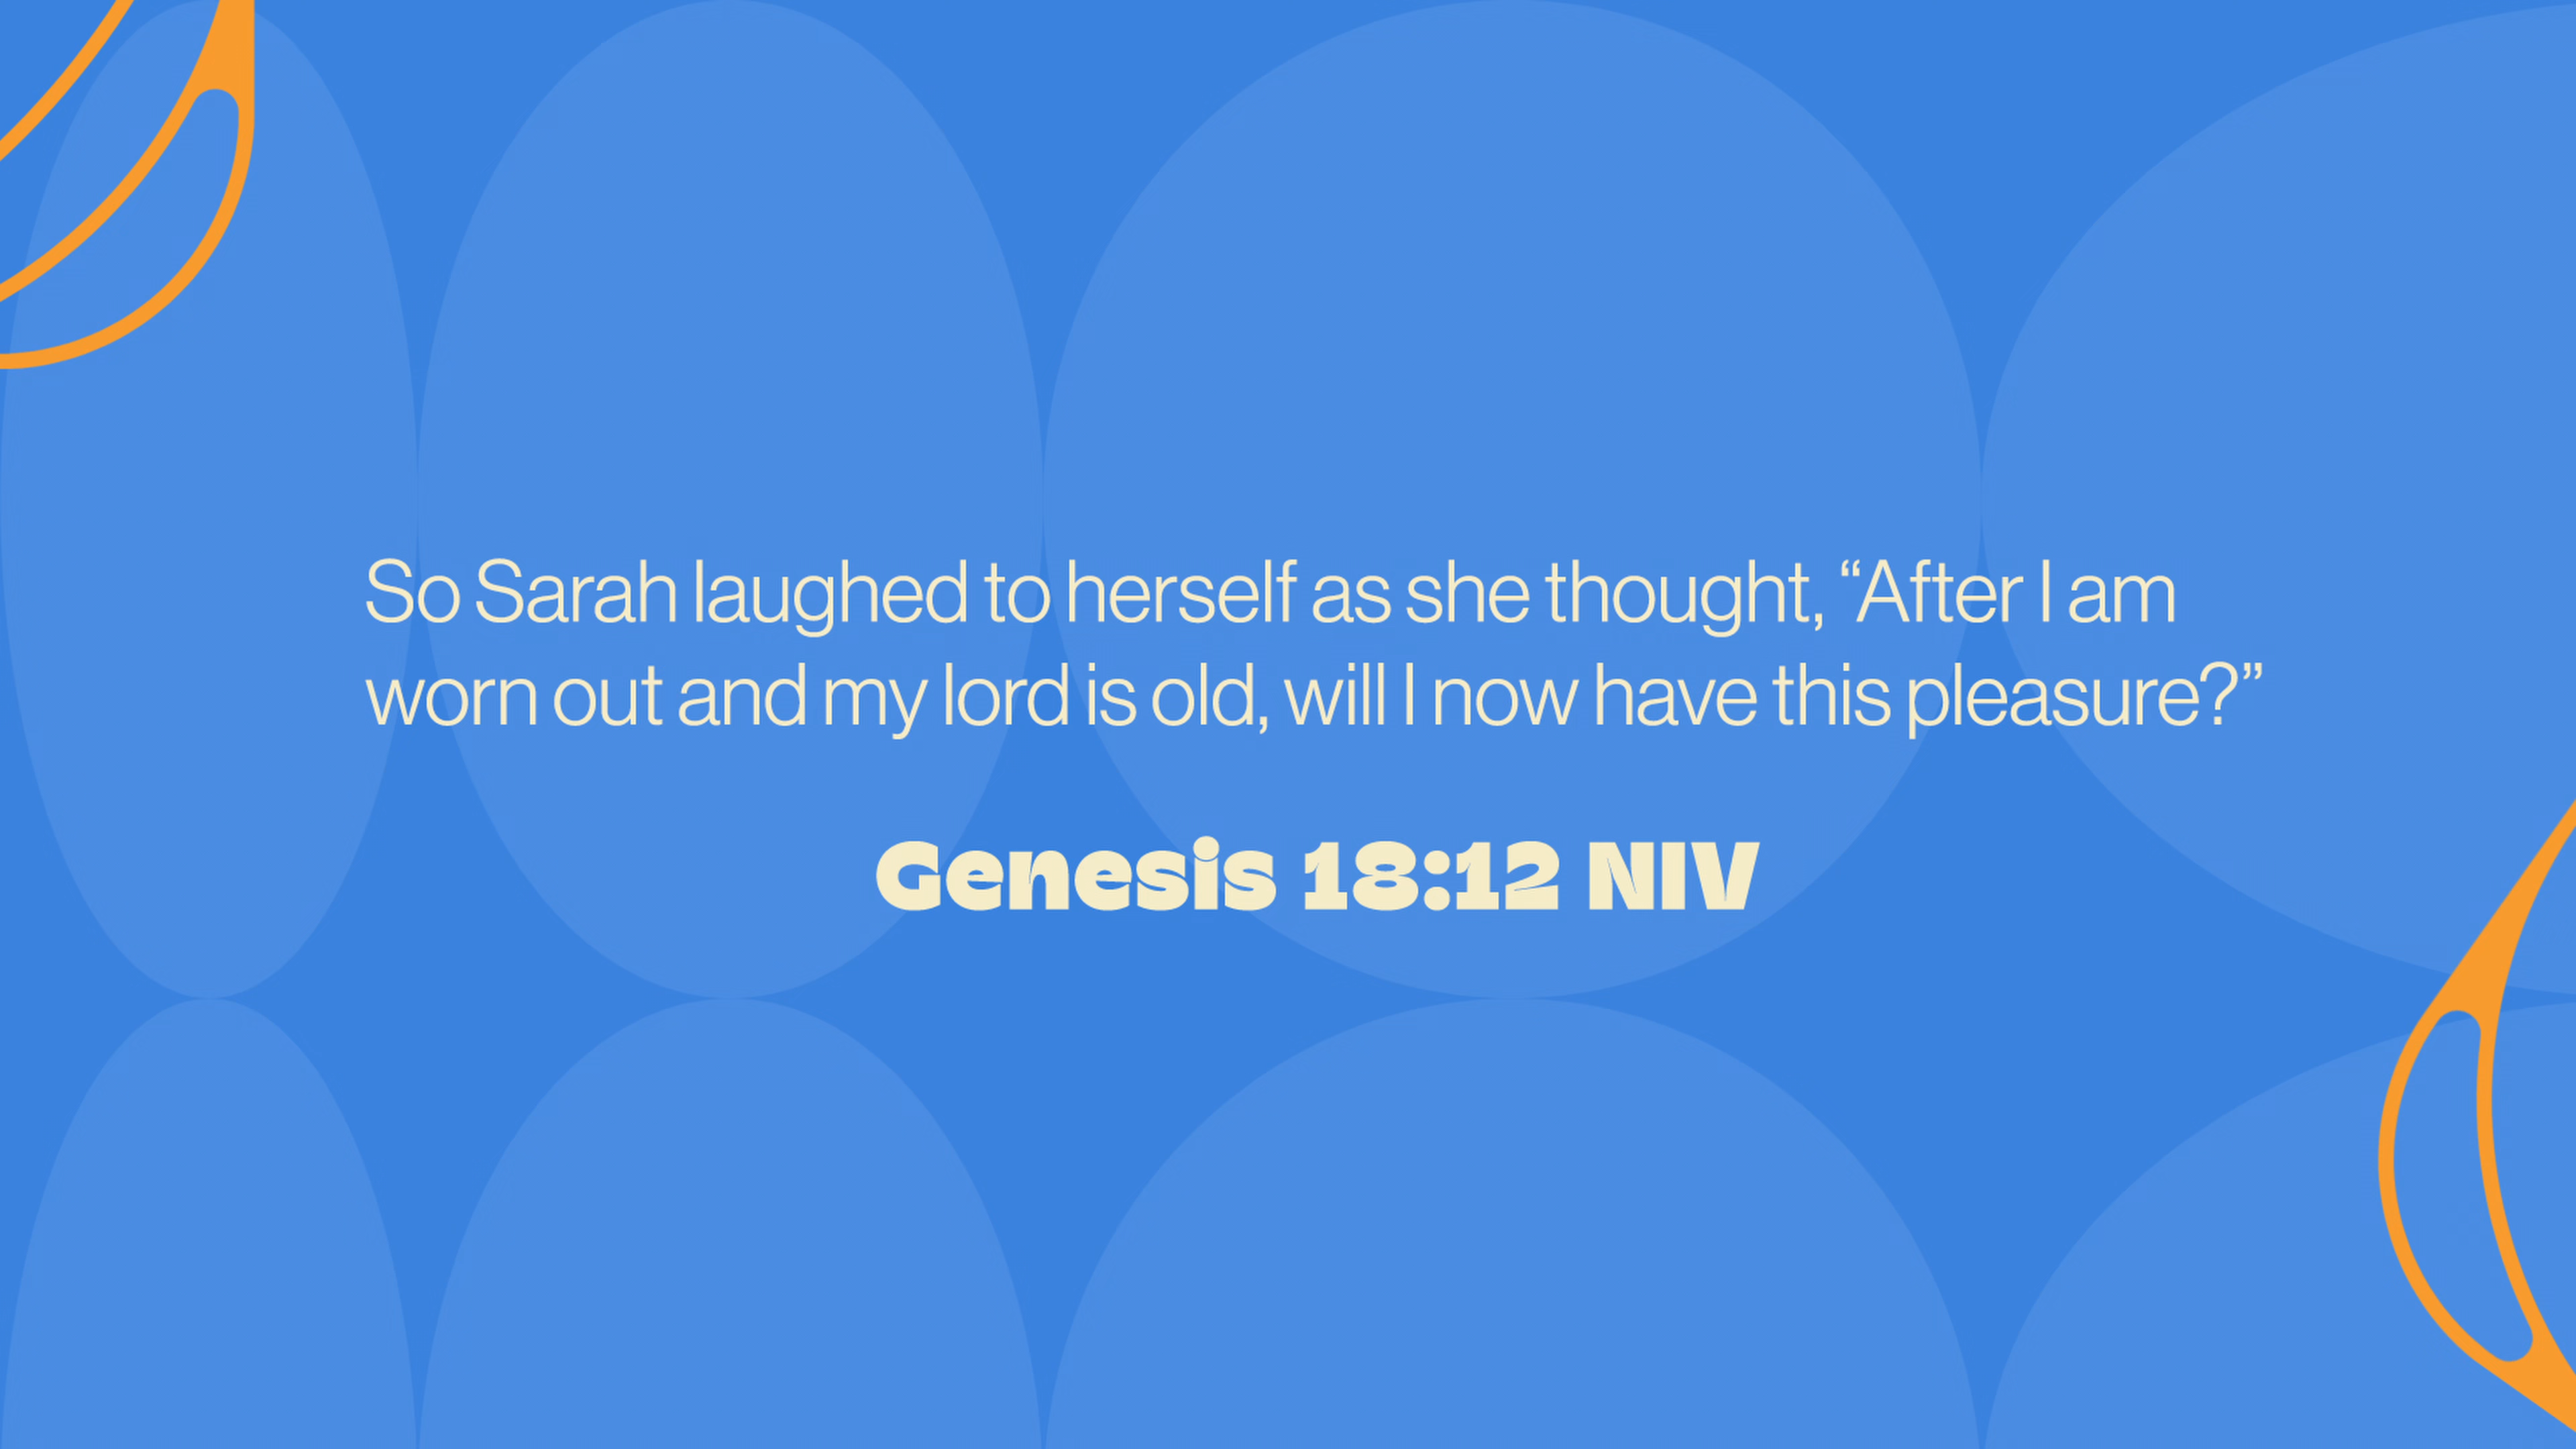 So Sarah laughed to herself as she thought, “After I am
worn out and my lord is old, will I now have this pleasure?”
Genesis 18:12 NIV